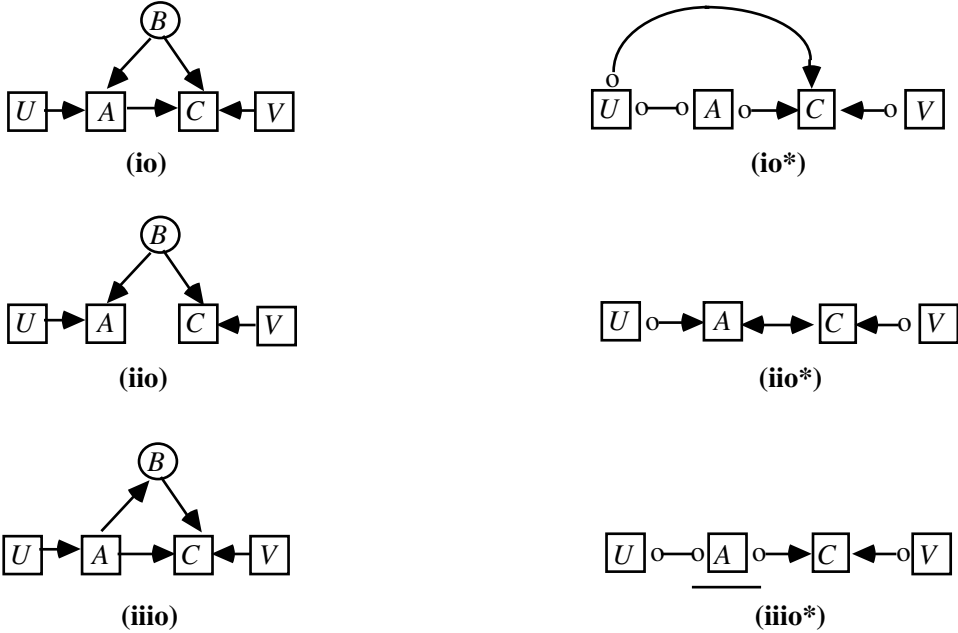 B
U A C V
U o o A o C o V
o
(io)
(io*)
B
U A C V
U o A C o V
(iio)
(iio*)
B
U A C V
U o o A o C o V
(iiio)
(iiio*)